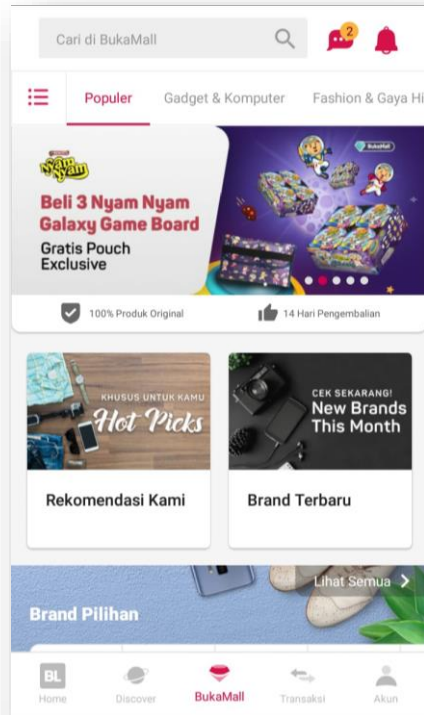 Cari di BukaMall
2
Populer
Gadget & Komputer
Fashion & Gaya Hi
Nyam Nyam
BukaMall
Beli 3 Nyam Nyam
Galaxy Game Board
Gratis Pouch
Exclusive
100% Produk Original
14 Hari Pengembalian
KHUSUS UNTUK KAMU
Hot Picks
CEK SEKARANG!
New Brands
This Month
Rekomendasi Kami
Brand Terbaru
Lihat Semua
Brand Pilihan
BL
Home
Discover
BukaMall
Transaksi
Akun